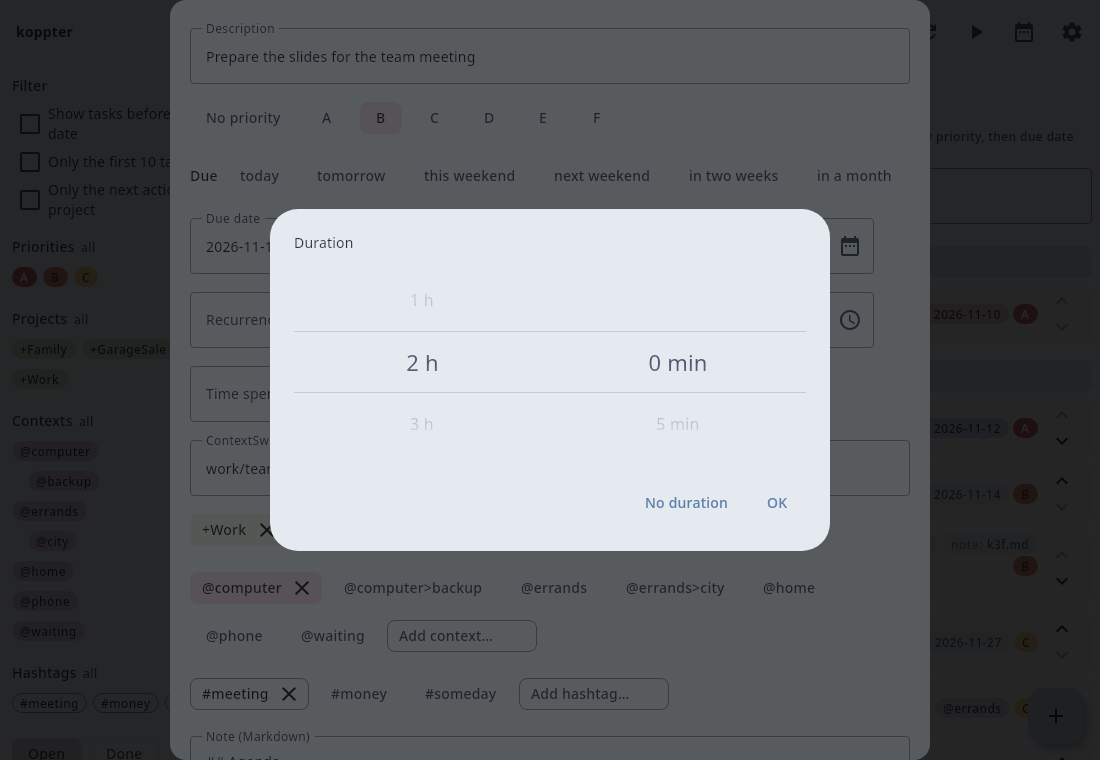 koppter
Filter
Show tasks before
date
Only the first 10
Only the next
project
Priorities all
A B C
Projects all
+Family +GarageSale
+Work
Contexts all
@computer
@backup
@errands
@city
@home
@phone
@waiting
Hashtags all
#meeting #money
Open Done
Description
Prepare the slides for the team meeting
No priority A B C D E F
Due today tomorrow this weekend next weekend in two weeks in a month
Due date
2026-11-1
Time
ContextSw
+Work
@computer @computer>backup @errands @errands>city @home
@phone @waiting Add context...
#meeting #money #someday Add hashtag...
Note (Markdown)
## Agenda
Duration
1 h
2 h 0 min
3 h 5 min
No duration OK
priority, then due date
2026-11-10 A
2026-11-12 A
2026-11-14 B
note: k3f.md
B
2026-11-27 C
@errands C
+